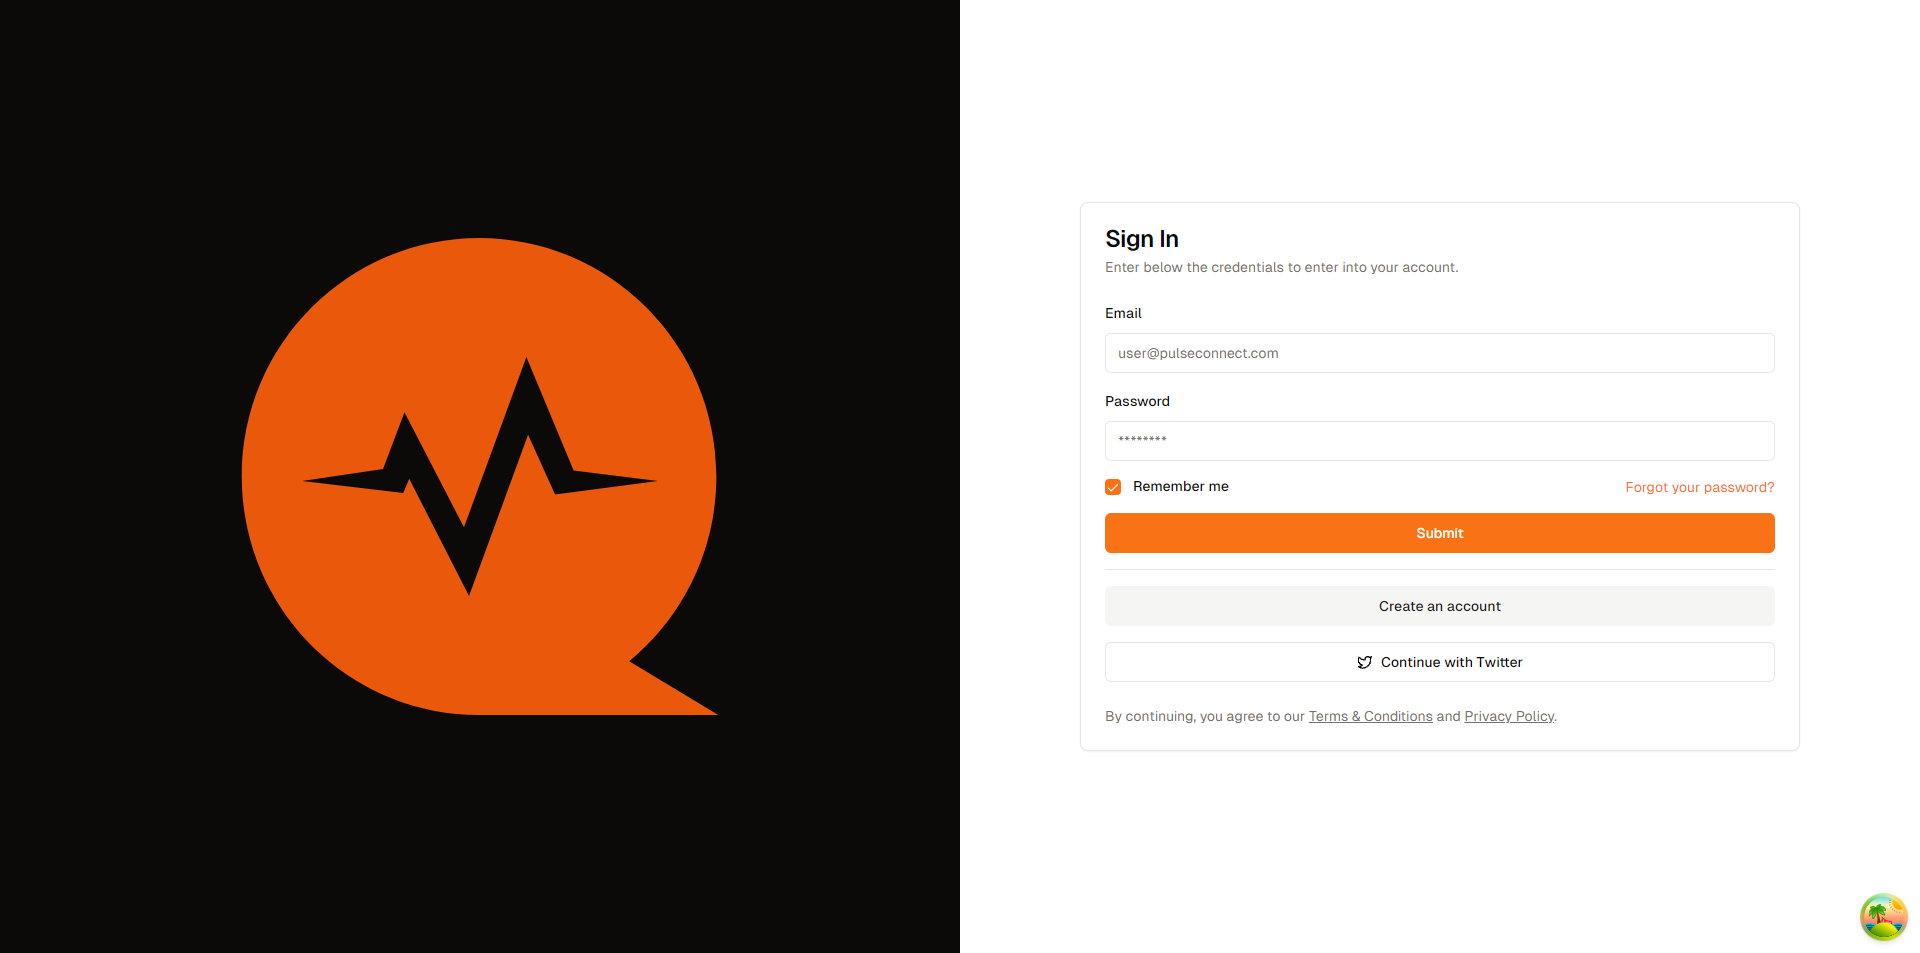 Sign In
Enter below the credentials to enter into your account.
Email
user@pulseconnect.com
Password
********
Remember me
Forgot your password?
Submit
Create an account
Continue with Twitter
By continuing, you agree to our Terms & Conditions and Privacy Policy.